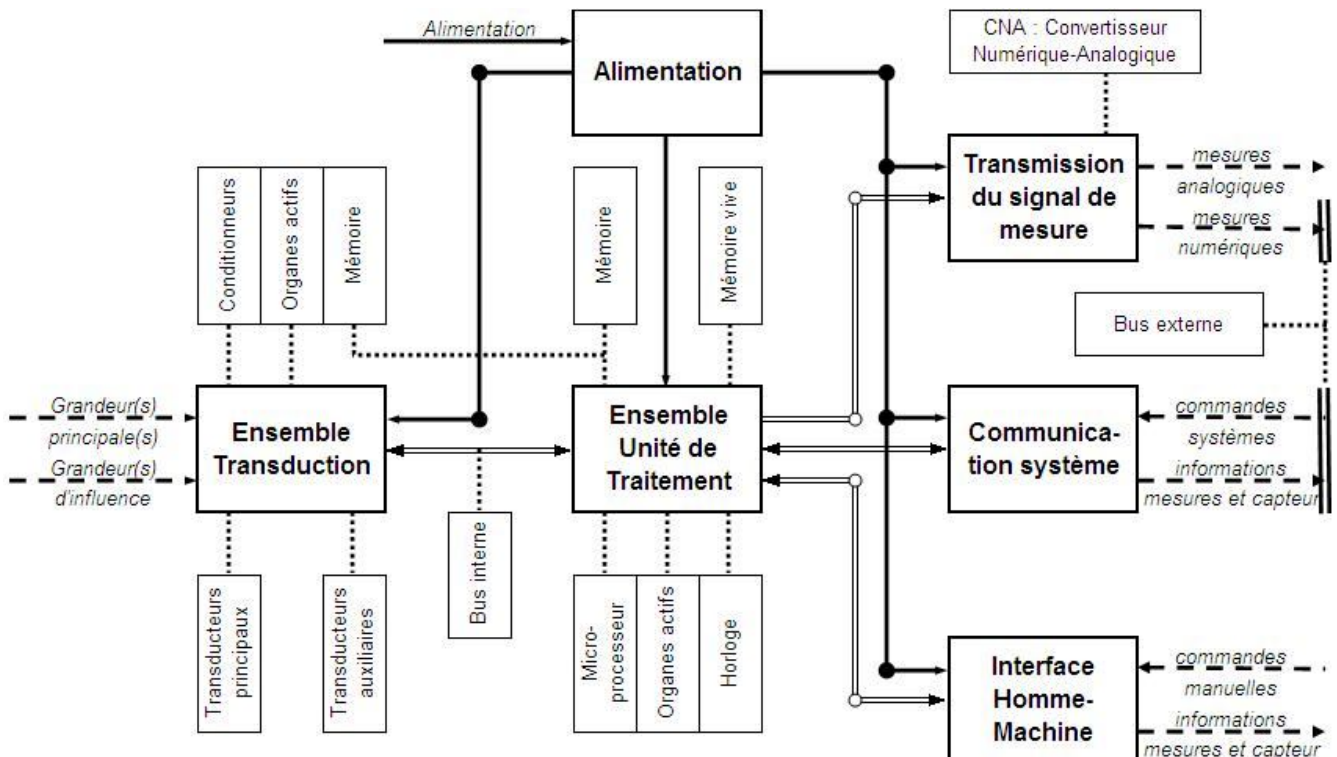 Alimentation
Alimentation
CNA : Convertisseur
Numérique-Analogique
Conditionneurs
Organes actifs
Mémoire
Mémoire
Mémoire vive
Transmission
du signal de
mesure
mesures
analogiques
mesures
numériques
Bus externe
Grandeur(s)
principale(s)
Grandeur(s)
d'influence
Ensemble
Transduction
Ensemble
Unité de
Traitement
Communica-
tion système
commandes
systèmes
informations
mesures et capteur
Transducteurs
principaux
Transducteurs
auxiliaires
Bus interne
Micro-
processeur
Organes actifs
Horloge
Interface
Homme-
Machine
commandes
manuelles
informations
mesures et capteur